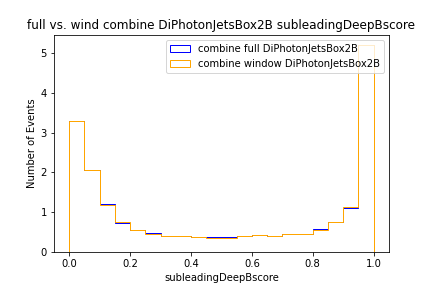 full vs. wind combine DiPhotonJetsBox2B subleadingDeepBscore
combine full DiPhotonJetsBox2B
combine window DiPhotonJetsBox2B
Number of Events
5
4
3
2
1
0
0.0 0.2 0.4 0.6 0.8 1.0
subleadingDeepBscore